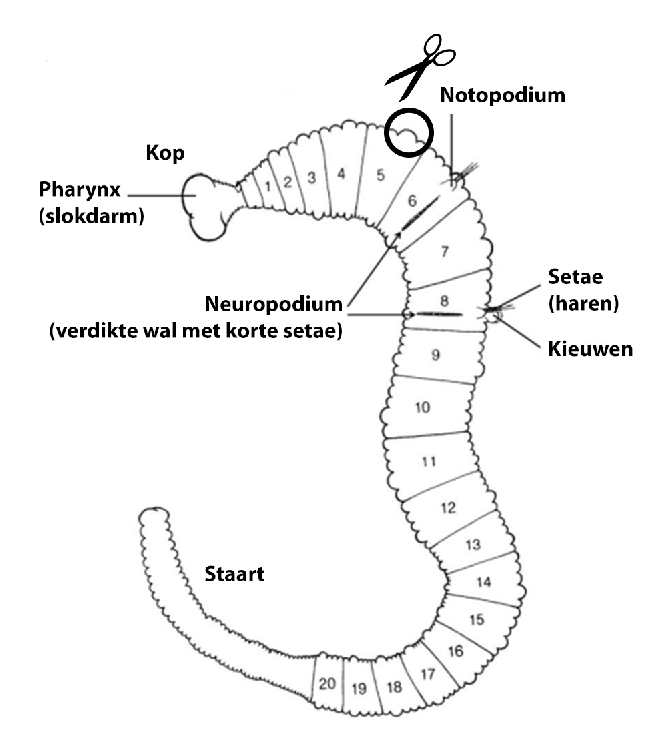 Notopodium
Kop
Pharynx
(slokdarm)
1 2 3 4 5
6
7
Neuropodium
(verdikte wal met korte setae)
8
Setae
(haren)
Kieuwen
9
10
11
12
13
Staart
14
15
16
17
18
19
20